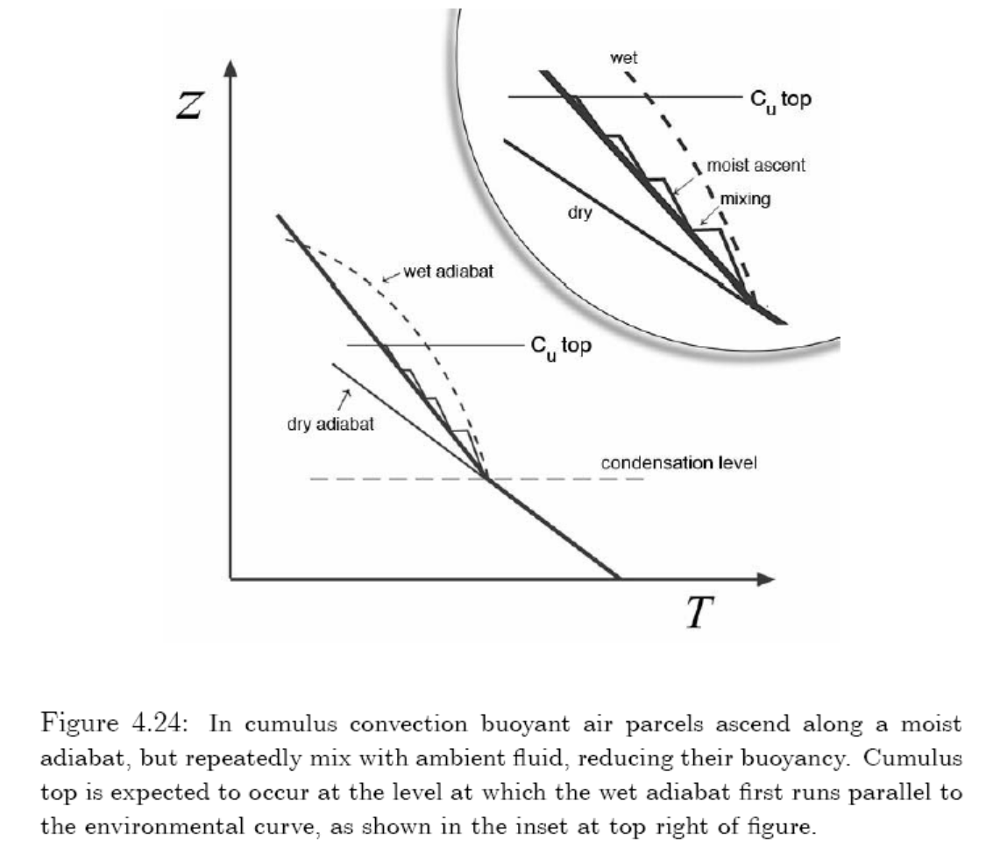 wet
Cu top
moist ascent
mixing
dry
Z
wet adiabat
Cu top
dry adiabat
condensation level
T
Figure 4.24: In cumulus convection buoyant air parcels ascend along a moist
adiabat, but repeatedly mix with ambient fluid, reducing their buoyancy. Cumulus
top is expected to occur at the level at which the wet adiabat first runs parallel to
the environmental curve, as shown in the inset at top right of figure.